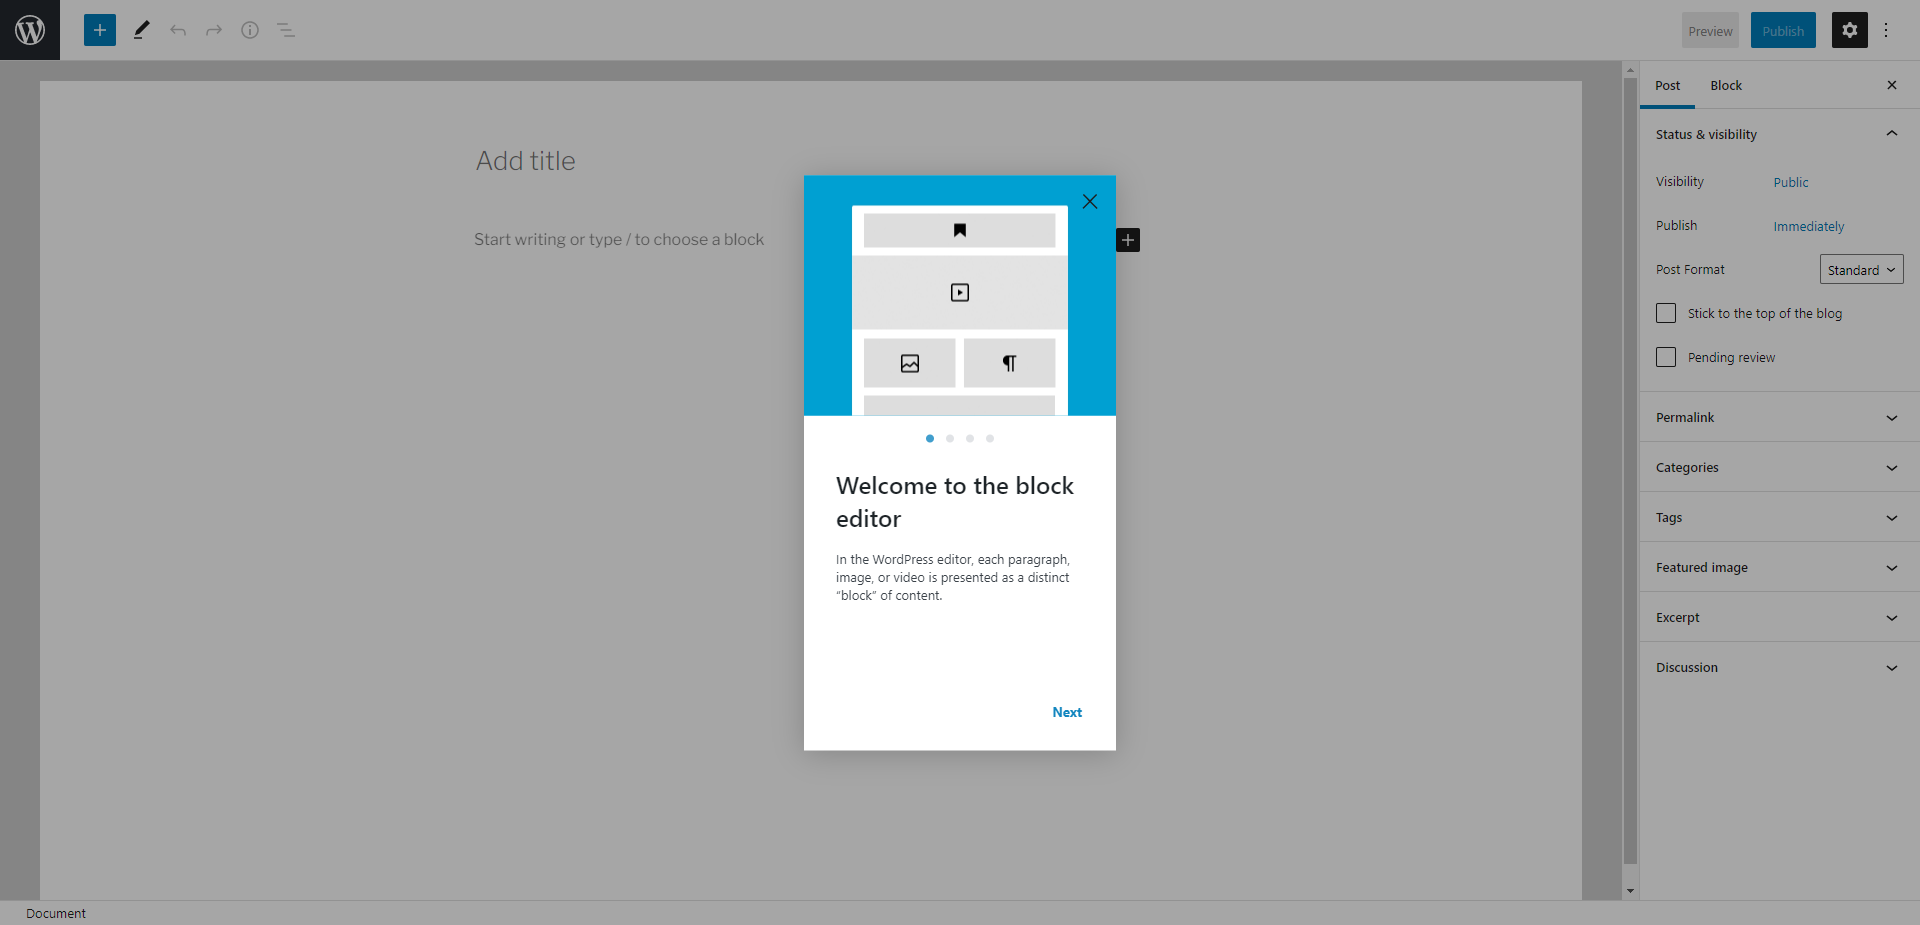 Preview
Publish
Add title
Start writing or type / to choose a block
Welcome to the block
editor
In the WordPress editor, each paragraph,
image, or video is presented as a distinct
“block” of content.
Next
Post
Block
Status & visibility
Visibility
Public
Publish
Immediately
Post Format
Standard
Stick to the top of the blog
Pending review
Permalink
Categories
Tags
Featured image
Excerpt
Discussion
Document